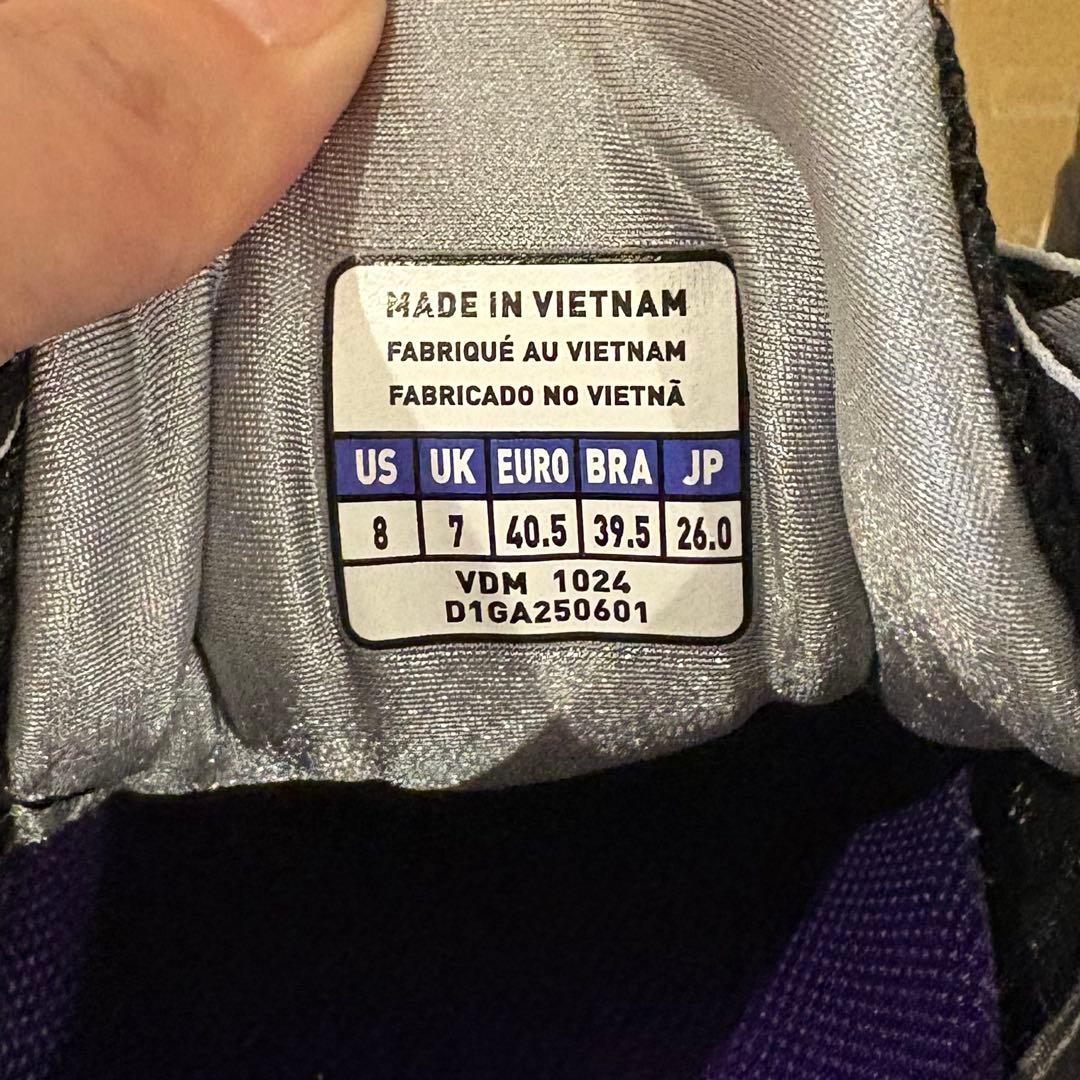 MADE IN VIETNAM
FABRIQUÉ AU VIETNAM
FABRICADO NO VIETNÃ
US UK EURO BRA JP
8 7 40.5 39.5 26.0
VDM 1024
D1GA250601